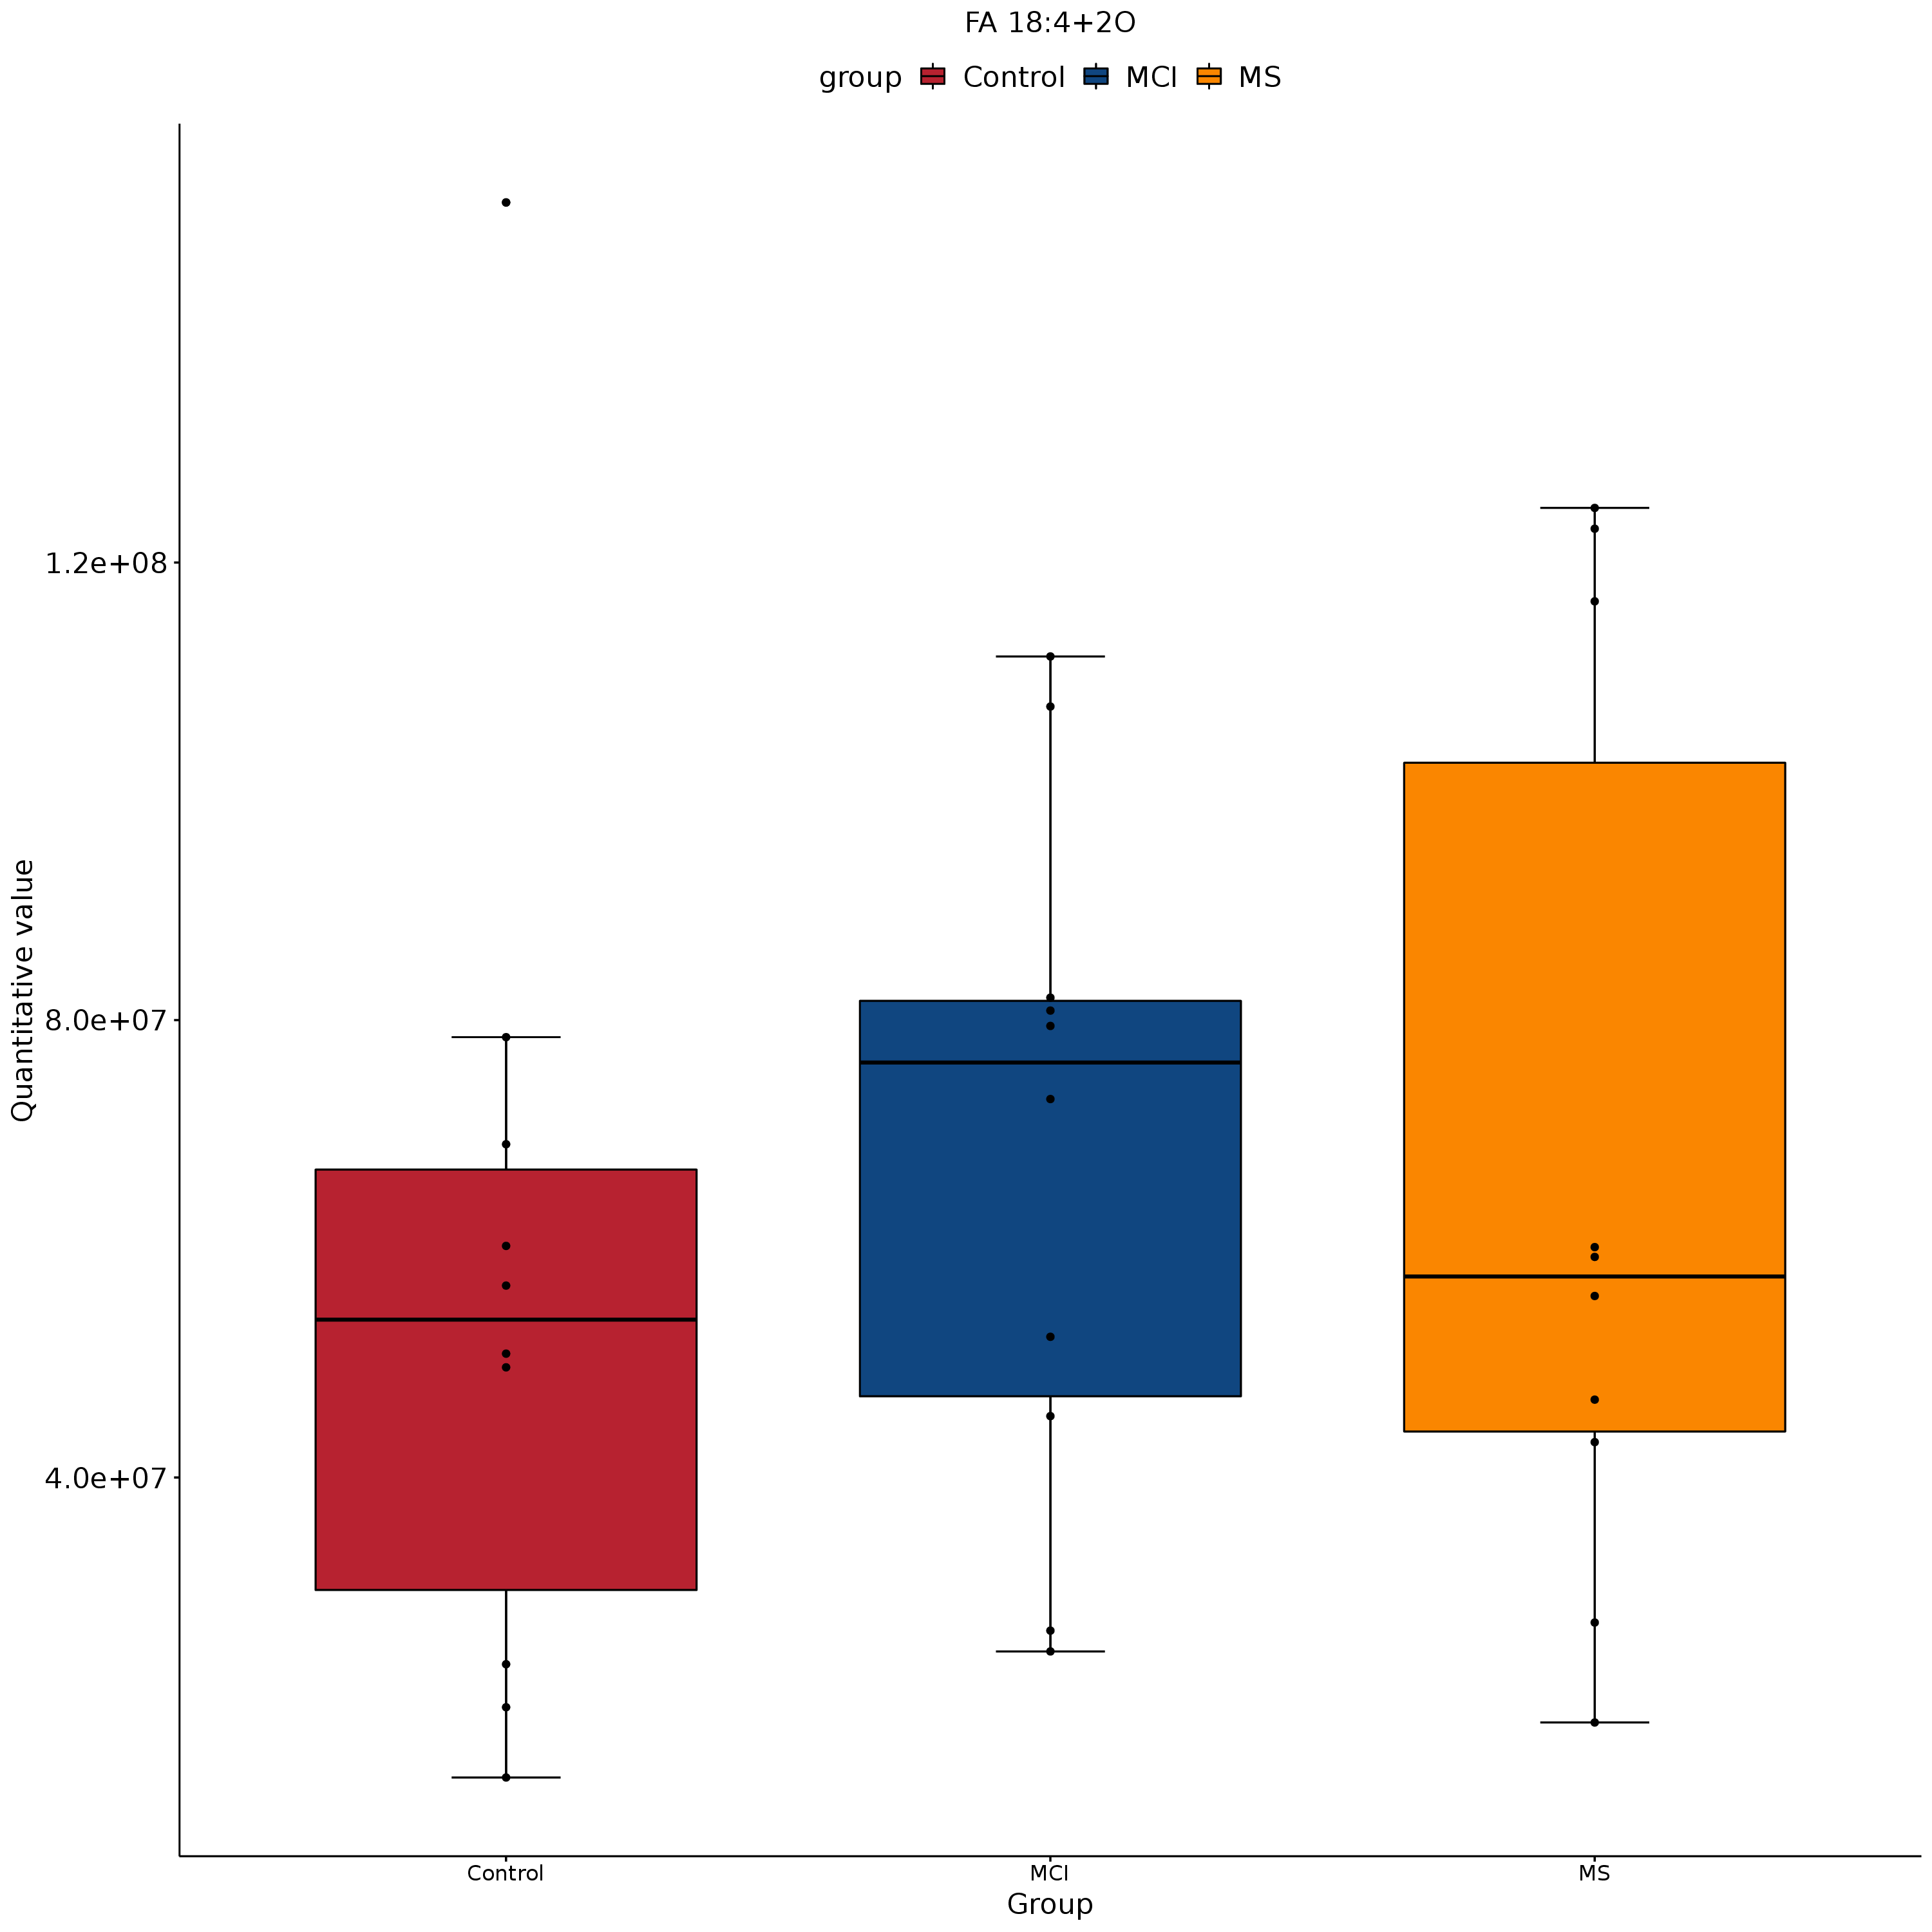 FA 18:4+2O
group Control MCI MS
Quantitative value
1.2e+08
8.0e+07
4.0e+07
Control MCI MS
Group